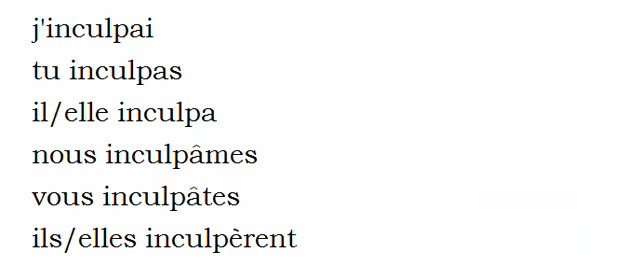 j'inculpai
tu inculpas
il/elle inculpa
nous inculpâmes
vous inculpâtes
ils/elles inculpèrent